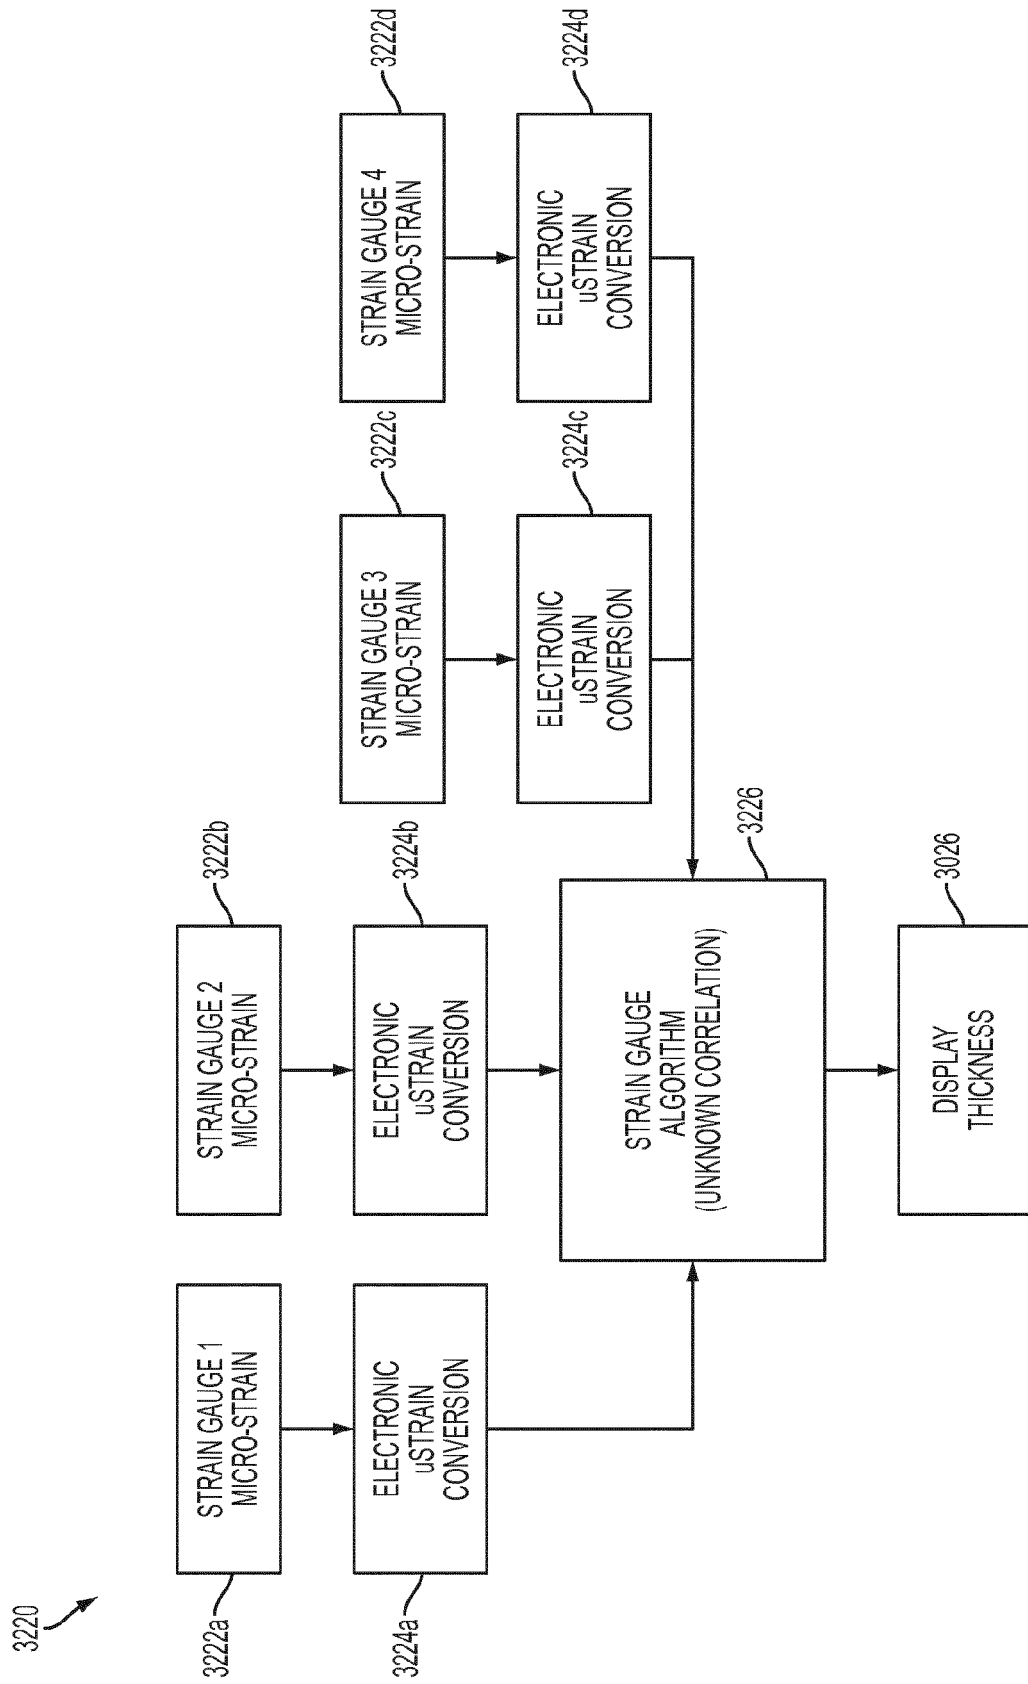 3220
3222a
STRAIN GAUGE 1
MICRO-STRAIN
3222b
STRAIN GAUGE 2
MICRO-STRAIN
3224a
ELECTRONIC
uSTRAIN
CONVERSION
3224b
ELECTRONIC
uSTRAIN
CONVERSION
3222c
STRAIN GAUGE 3
MICRO-STRAIN
3222d
STRAIN GAUGE 4
MICRO-STRAIN
3224c
ELECTRONIC
uSTRAIN
CONVERSION
3224d
ELECTRONIC
uSTRAIN
CONVERSION
3226
STRAIN GAUGE
ALGORITHM
(UNKNOWN CORRELATION)
3026
DISPLAY
THICKNESS